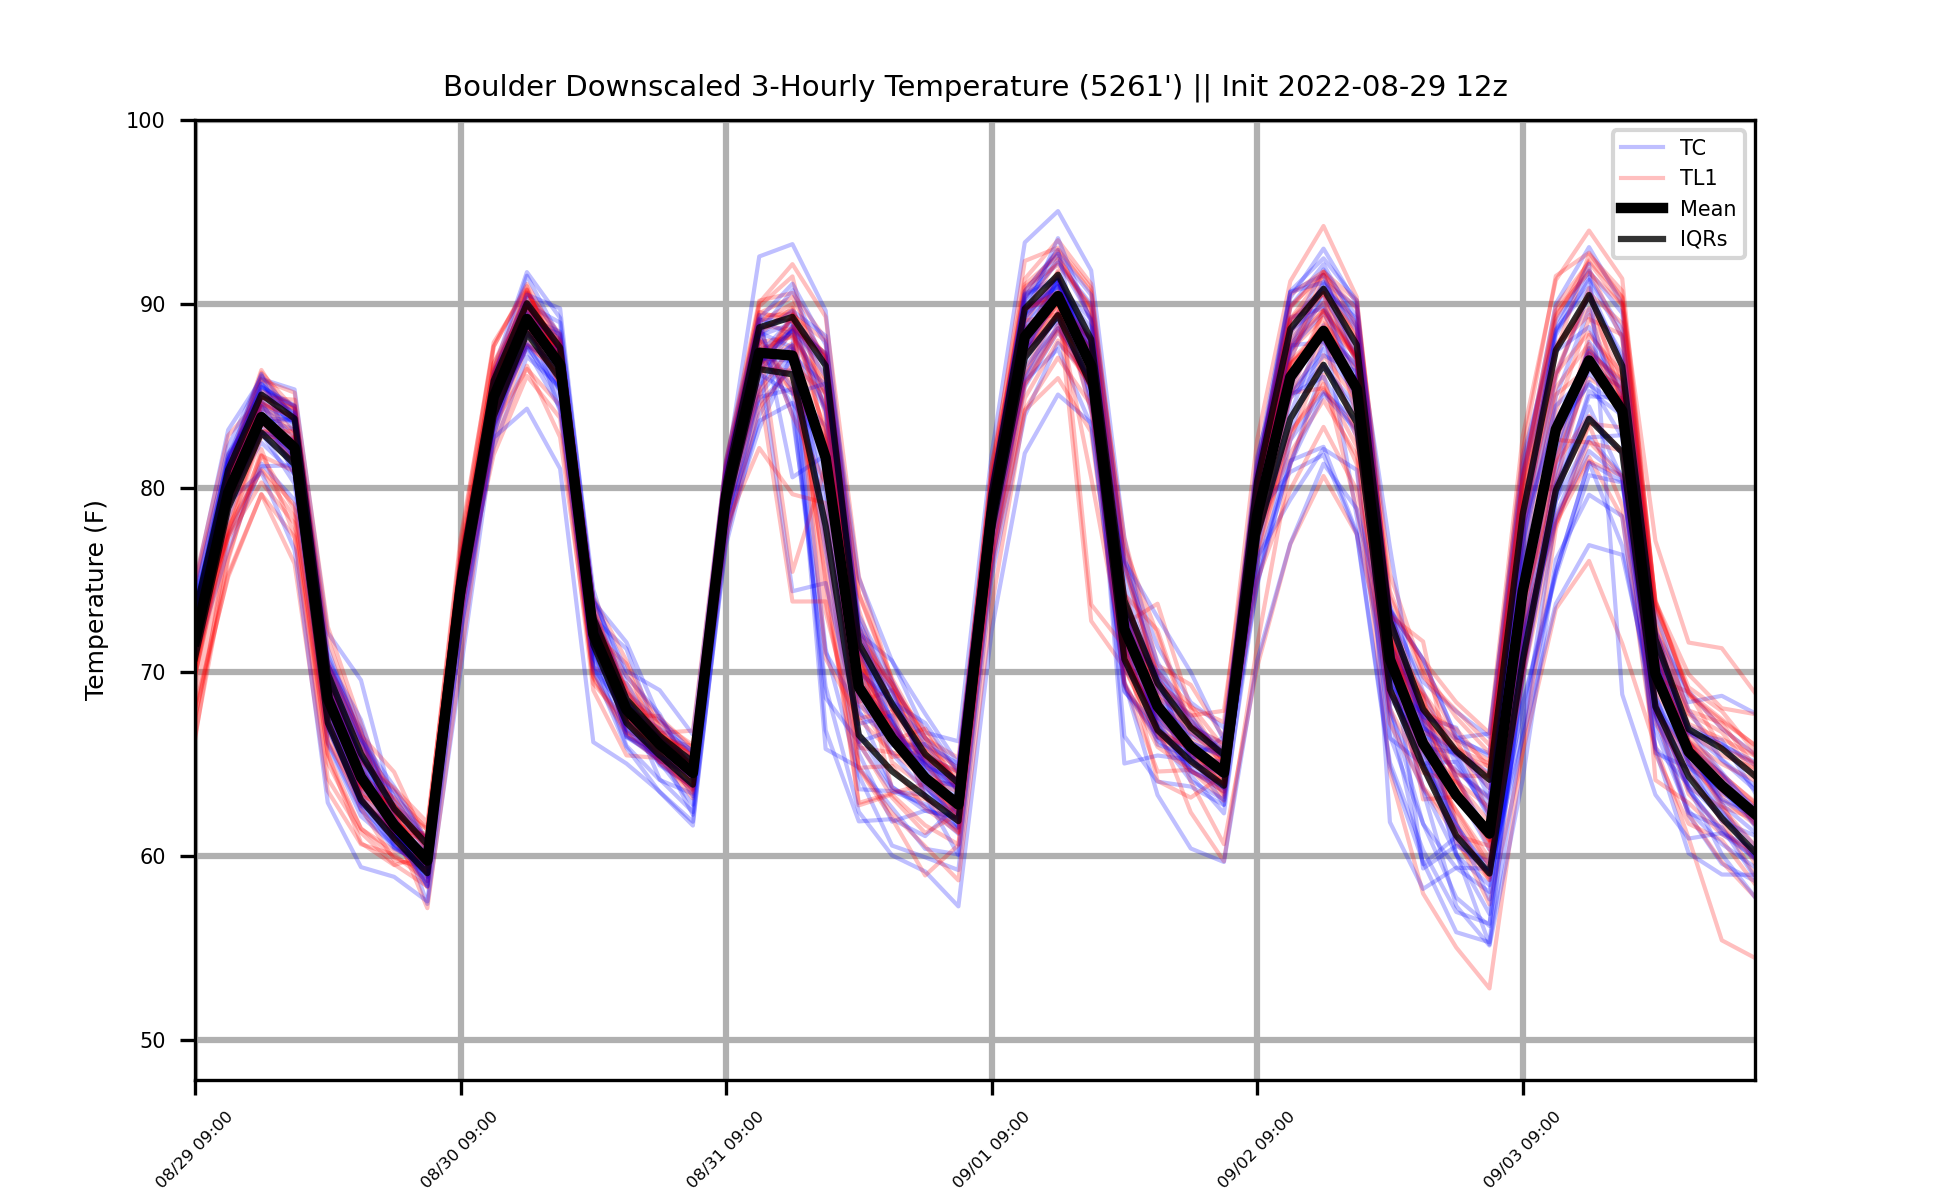 Boulder Downscaled 3-Hourly Temperature (5261') || Init 2022-08-29 12z
TC
TL1
Mean
IQRs
Temperature (F)
100
90
80
70
60
50
08/29 09:00
08/30 09:00
08/31 09:00
09/01 09:00
09/02 09:00
09/03 09:00